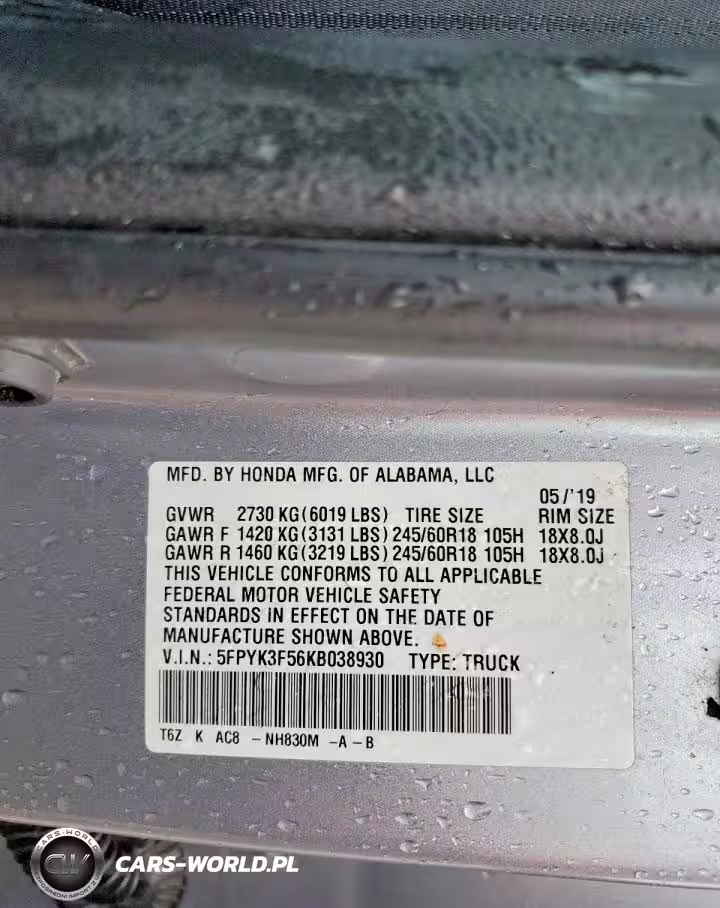 MFD. BY HONDA MFG. OF ALABAMA, LLC
05/'19
GVWR 2730 KG(6019 LBS) TIRE SIZE RIM SIZE
GAWR F 1420 KG(3131 LBS) 245/60R18 105H 18X8.0J
GAWR R 1460 KG(3219 LBS) 245/60R18 105H 18X8.0J
THIS VEHICLE CONFORMS TO ALL APPLICABLE
FEDERAL MOTOR VEHICLE SAFETY
STANDARDS IN EFFECT ON THE DATE OF
MANUFACTURE SHOWN ABOVE.
V.I.N.: 5FPYK3F56KB038930 TYPE: TRUCK
T6Z K AC8 -NH830M -A-B
CARS-WORLD
CW
CARS-WORLD.PL